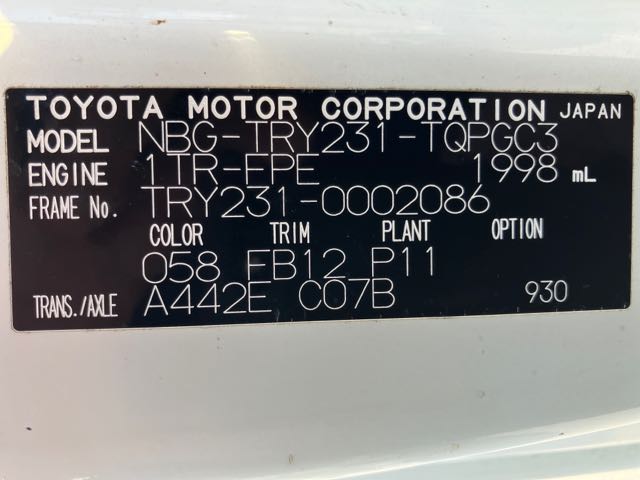 TOYOTA MOTOR CORPORATION JAPAN
MODEL NBG-TRY231-TQPGC3
ENGINE 1TR-FPE 1998 mL
FRAME No. TRY231-0002086
COLOR TRIM PLANT OPTION
058 FB12 P11
TRANS./AXLE A442E C07B 930